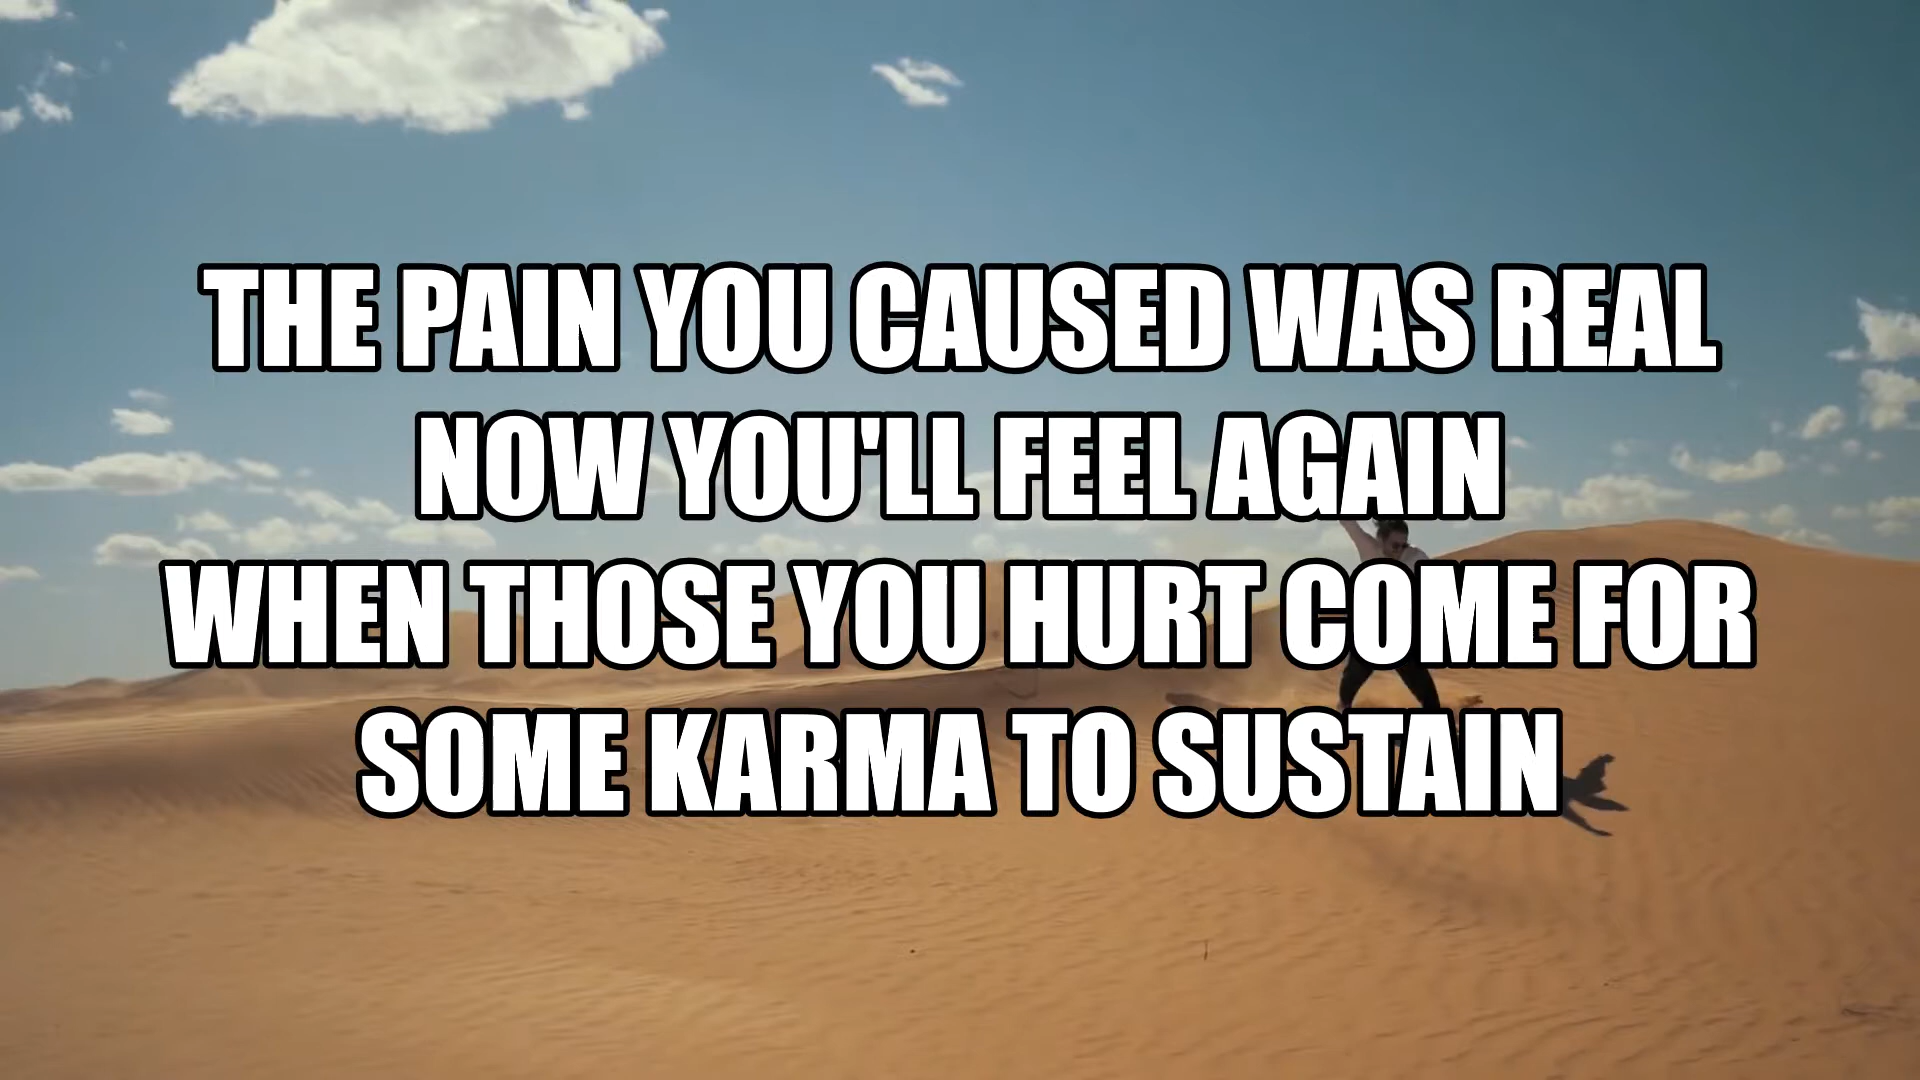 THE PAIN YOU CAUSED WAS REAL
NOW YOU'LL FEEL AGAIN
WHEN THOSE YOU HURT COME FOR
SOME KARMA TO SUSTAIN